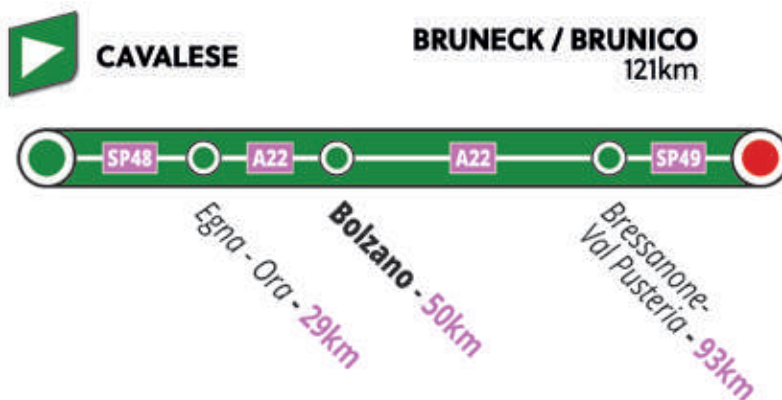 CAVALESE
BRUNECK / BRUNICO
121km
SP48
A22
A22
SP49
Egna - Ora - 29km
Bolzano - 50km
Bressanone-
Val Pusteria - 93km